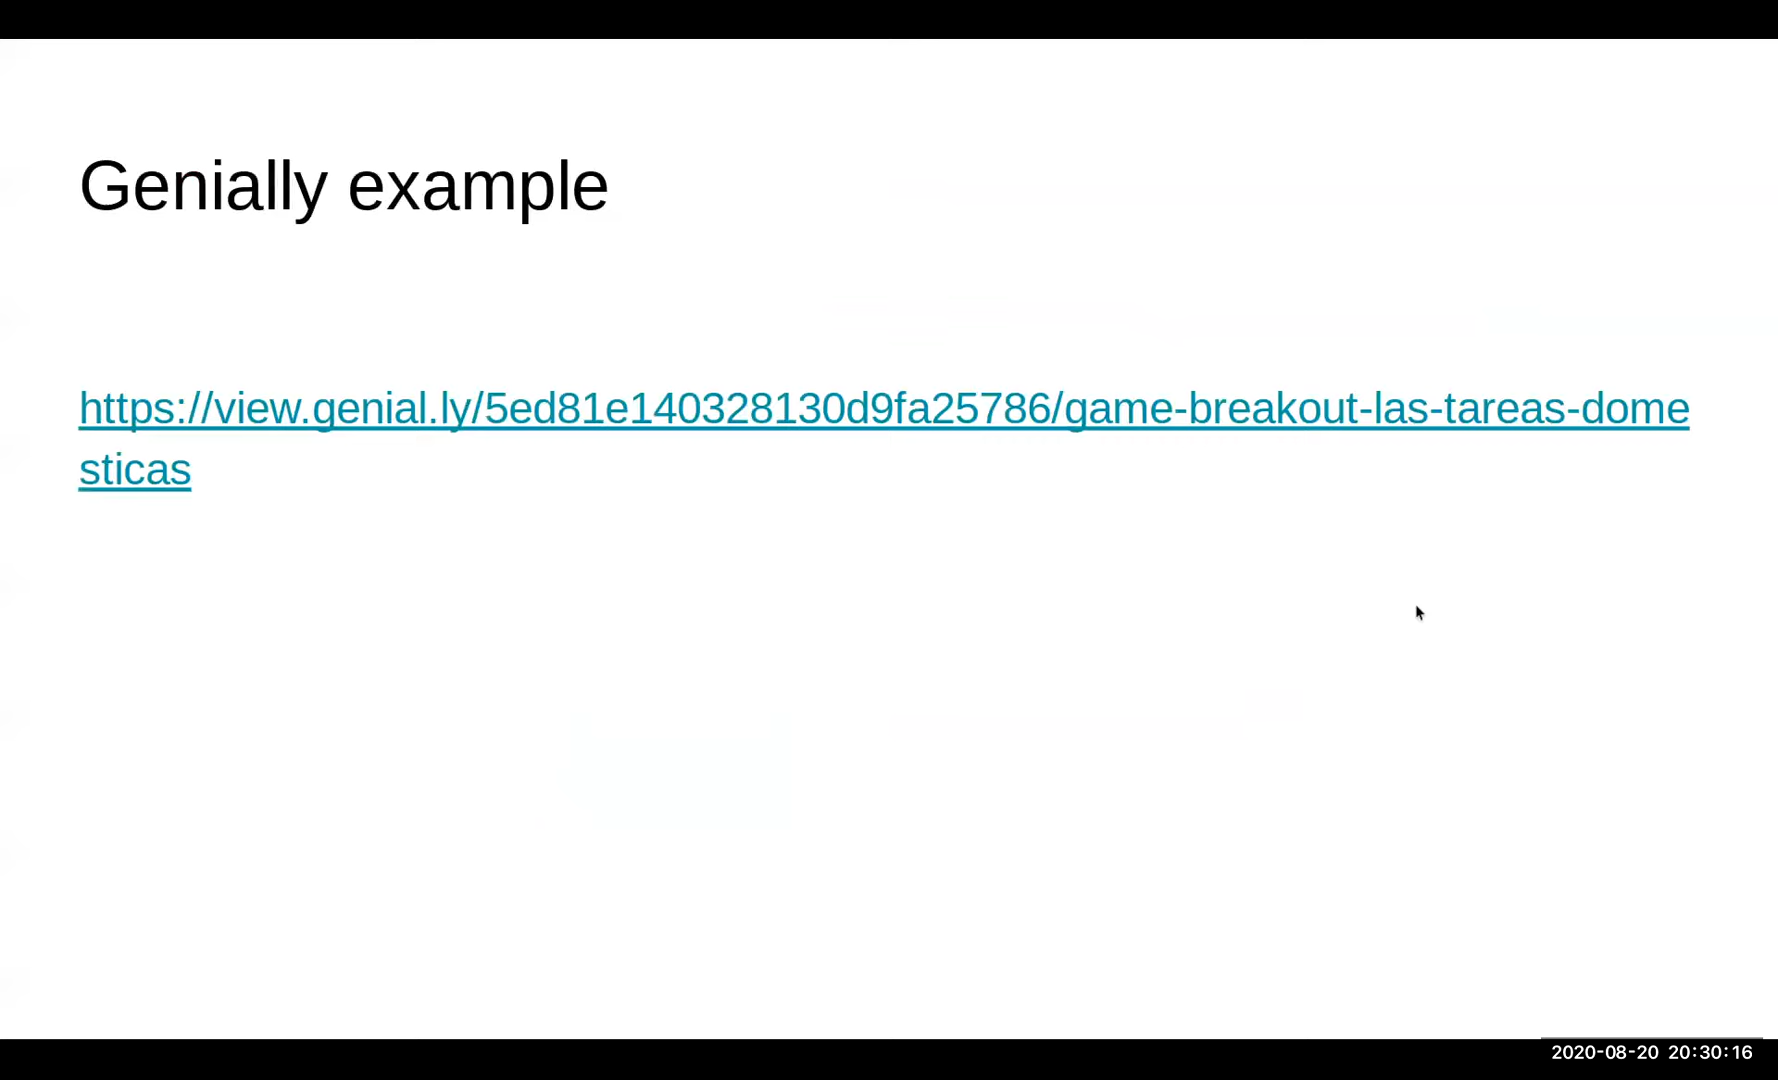 Genially example
https://view.genial.ly/5ed81e140328130d9fa25786/game-breakout-las-tareas-dome
sticas
2020-08-20 20:30:16